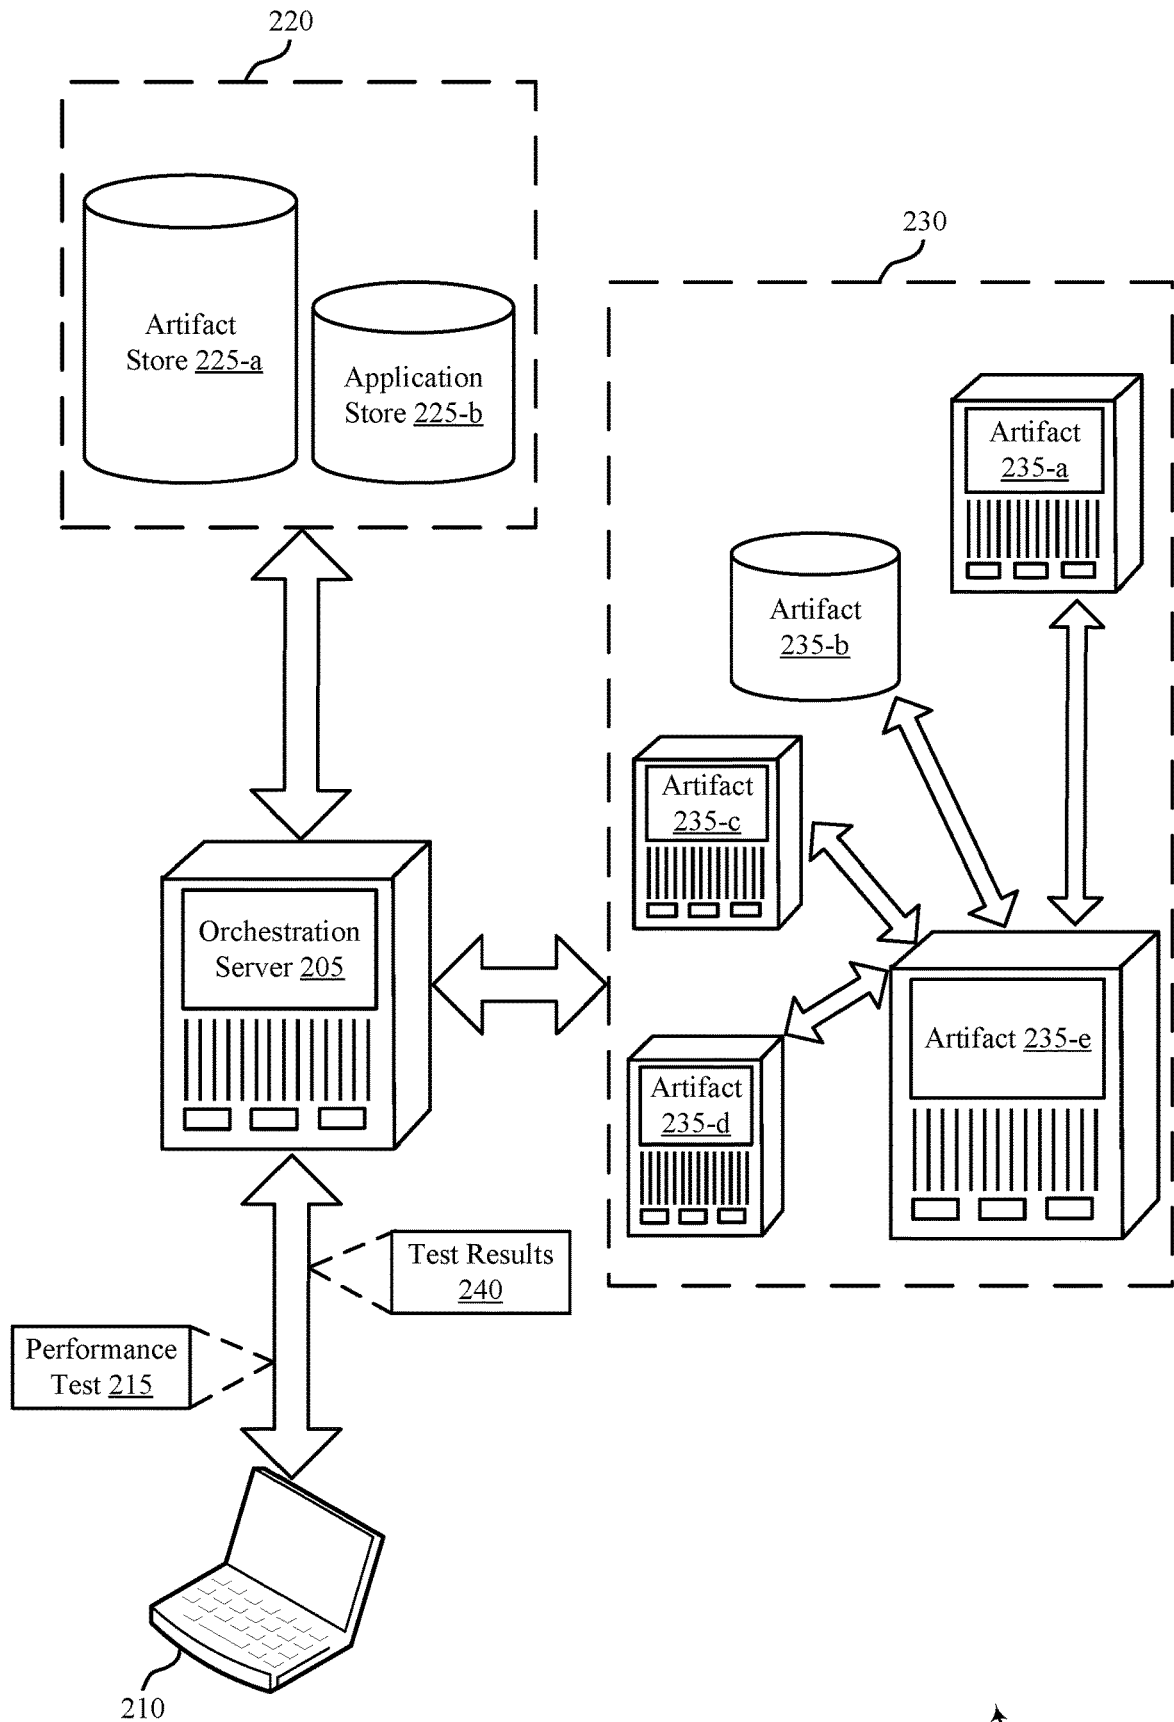 220
Artifact
Store 225-a
Application
Store 225-b
230
Artifact
235-a
Artifact
235-b
Artifact
235-c
Orchestration
Server 205
Artifact 235-e
Artifact
235-d
Test Results
240
Performance
Test 215
210